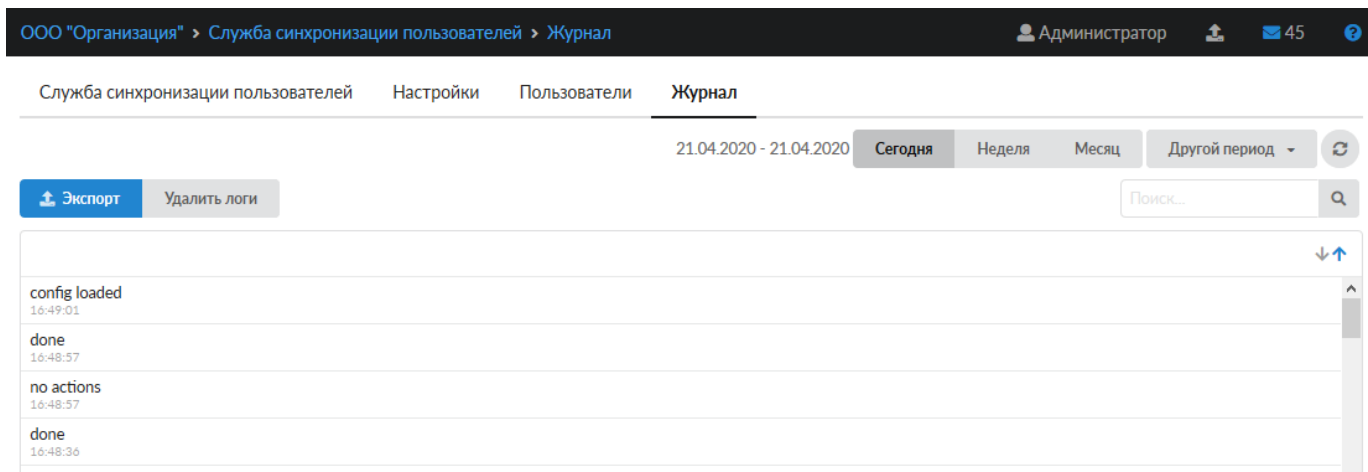 ООО "Организация" > Служба синхронизации пользователей > Журнал Администратор 45
Служба синхронизации пользователей Настройки Пользователи Журнал
21.04.2020 - 21.04.2020 Сегодня Неделя Месяц Другой период
Экспорт Удалить логи Поиск...
config loaded
16:49:01
done
16:48:57
no actions
16:48:57
done
16:48:36